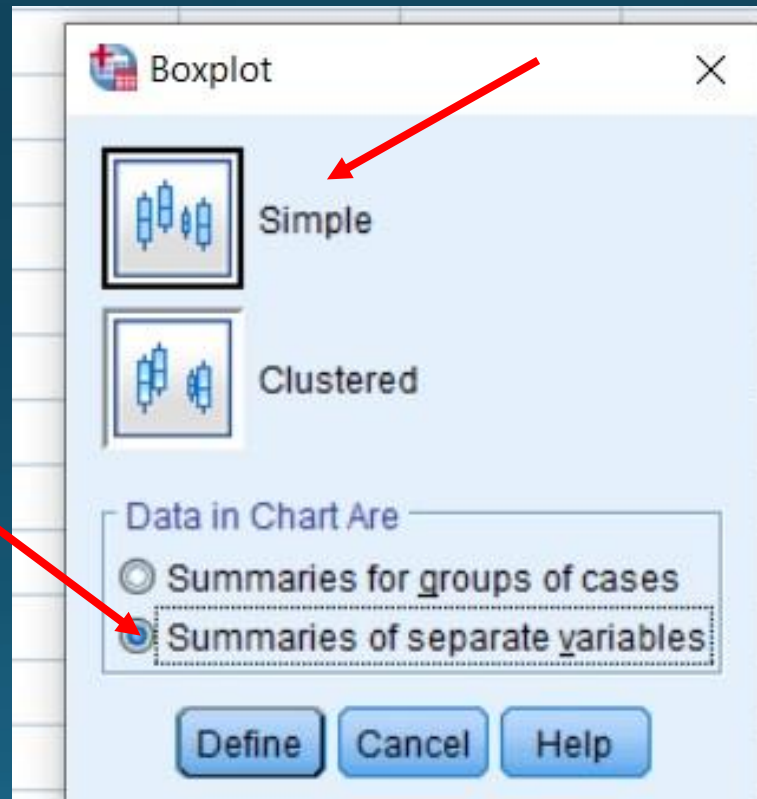 Boxplot
Simple
Clustered
Data in Chart Are
Summaries for groups of cases
Summaries of separate variables
Define Cancel Help